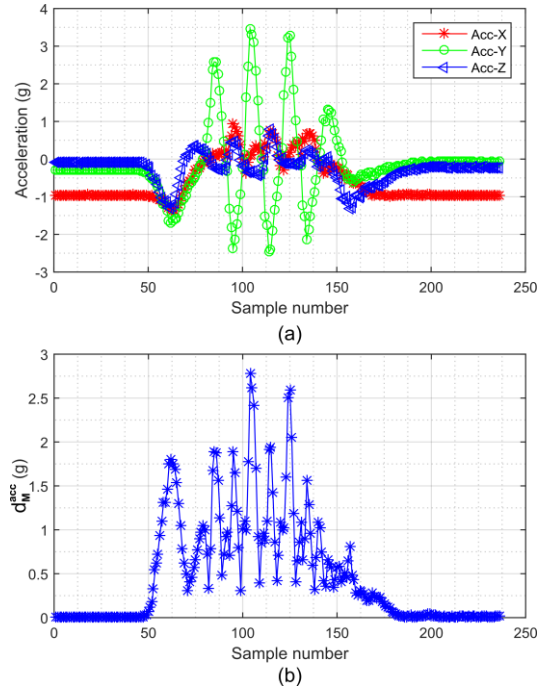 4
3
2
1
0
-1
-2
-3
Acceleration (g)
Acc-X
Acc-Y
Acc-Z
0 50 100 150 200 250
Sample number
(a)
3
2.5
2
1.5
1
0.5
0
d_M^acc (g)
0 50 100 150 200 250
Sample number
(b)